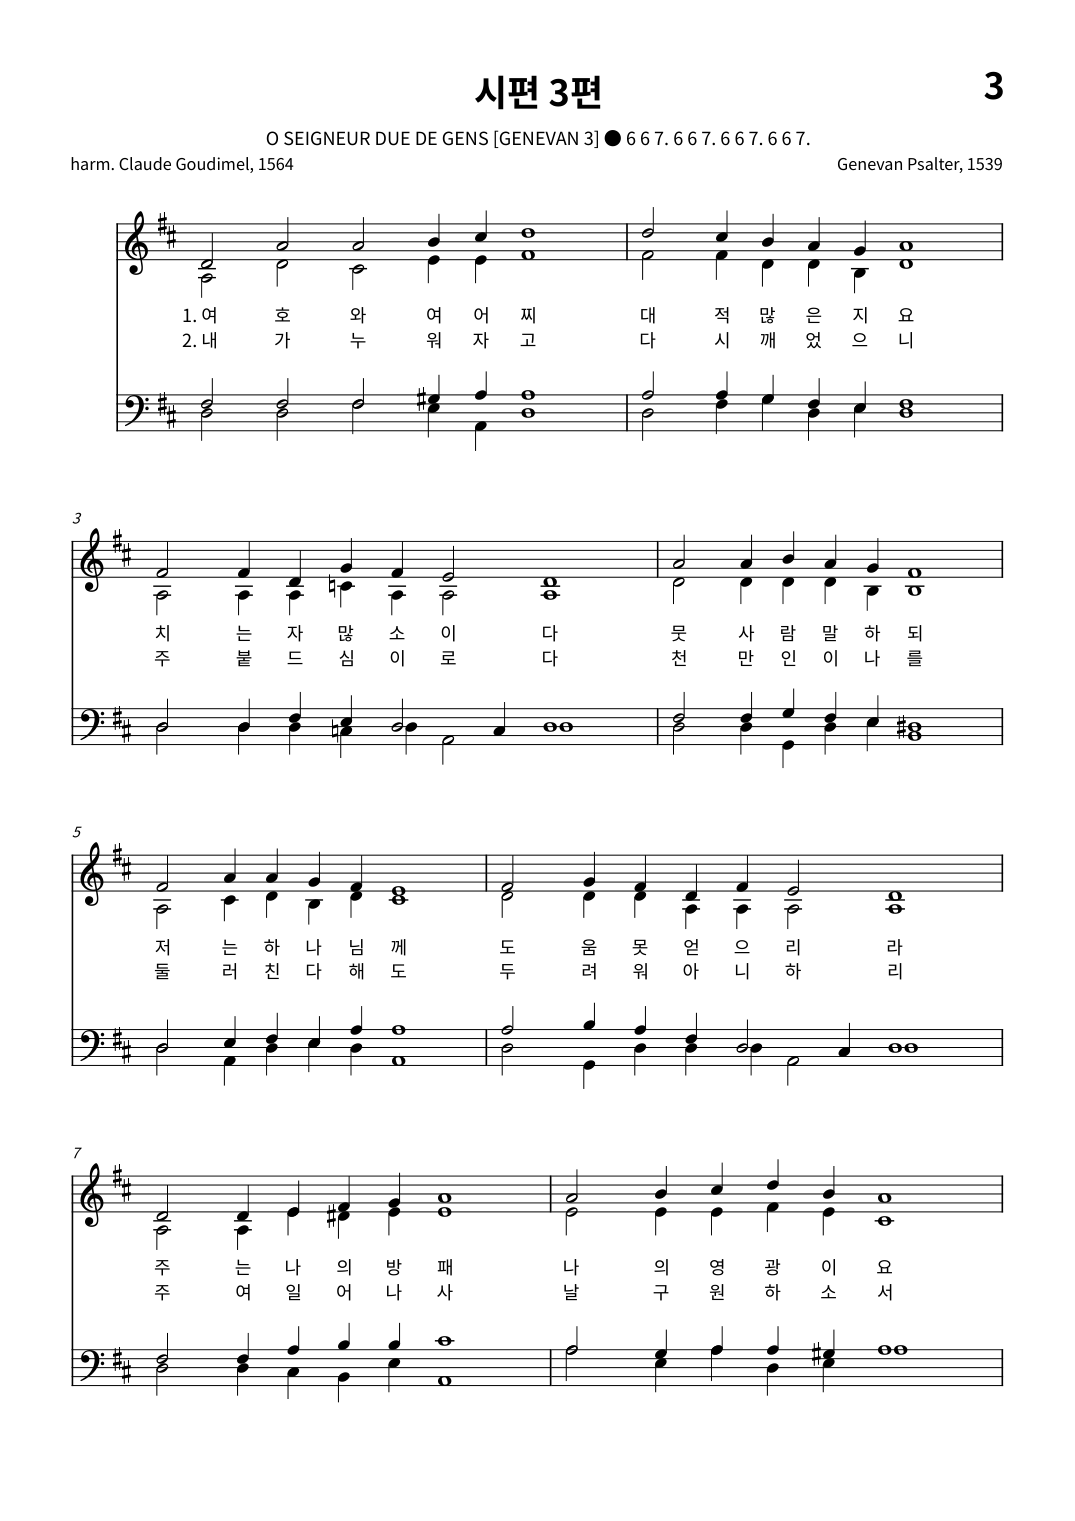 시편 3편
3
O SEIGNEUR DUE DE GENS [GENEVAN 3] ● 6 6 7. 6 6 7. 6 6 7. 6 6 7.
harm. Claude Goudimel, 1564
Genevan Psalter, 1539
1. 여 호 와 여 어 찌 대 적 많 은 지 요
2. 내 가 누 워 자 고 다 시 깨 었 으 니
3
치 는 자 많 소 이 다 뭇 사 람 말 하 되
주 붙 드 심 이 로 다 천 만 인 이 나 를
5
저 는 하 나 님 께 도 움 못 얻 으 리 라
둘 러 친 다 해 도 두 려 워 아 니 하 리
7
주 는 나 의 방 패 나 의 영 광 이 요
주 여 일 어 나 사 날 구 원 하 소 서